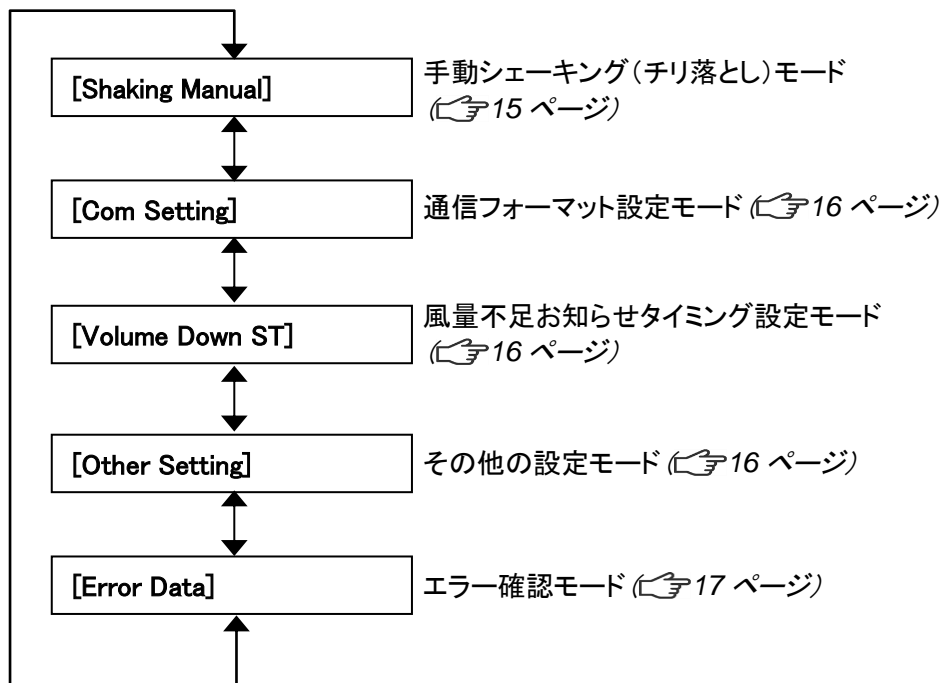 [Shaking Manual]
手動シェーキング（チリ落とし）モード
(☞15 ページ)
[Com Setting]
通信フォーマット設定モード (☞16 ページ)
[Volume Down ST]
風量不足お知らせタイミング設定モード
(☞16 ページ)
[Other Setting]
その他の設定モード (☞16 ページ)
[Error Data]
エラー確認モード (☞17 ページ)